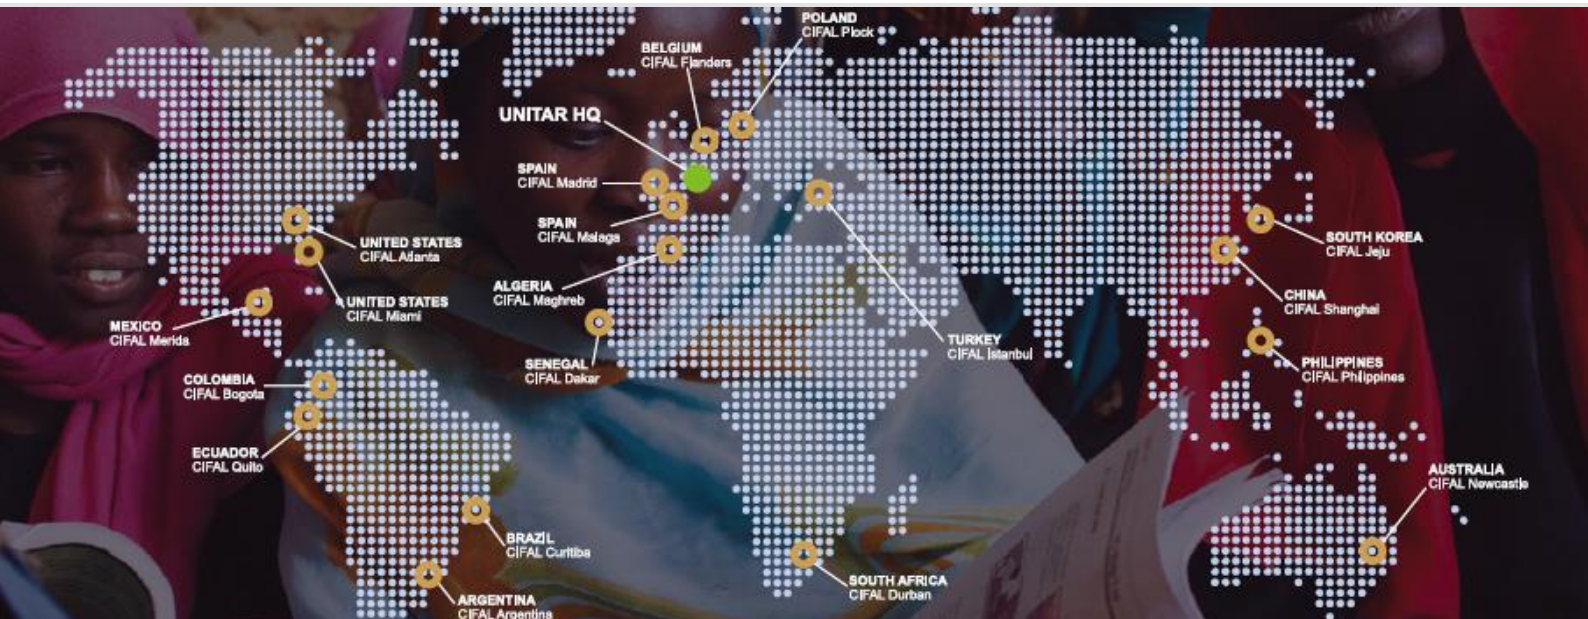 POLAND
CIFAL Plock
BELGIUM
CIFAL Flanders
UNITAR HQ
SPAIN
CIFAL Madrid
SPAIN
CIFAL Malaga
UNITED STATES
CIFAL Atlanta
SOUTH KOREA
CIFAL Jeju
ALGERIA
CIFAL Maghreb
UNITED STATES
CIFAL Miami
CHINA
CIFAL Shanghai
MEXICO
CIFAL Merida
TURKEY
CIFAL Istanbul
SENEGAL
CIFAL Dakar
PHILIPPINES
CIFAL Philippines
COLOMBIA
CIFAL Bogota
ECUADOR
CIFAL Quito
AUSTRALIA
CIFAL Newcastle
BRAZIL
CIFAL Curitiba
SOUTH AFRICA
CIFAL Durban
ARGENTINA
CIFAL Argentina